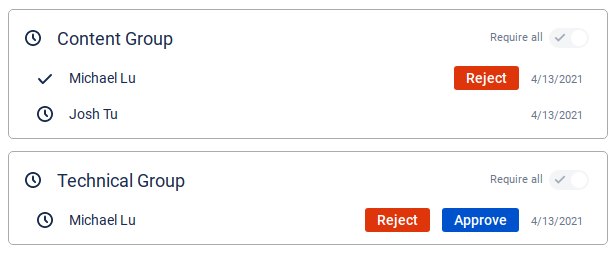 Content Group Require all
Michael Lu Reject 4/13/2021
Josh Tu 4/13/2021
Technical Group Require all
Michael Lu Reject Approve 4/13/2021